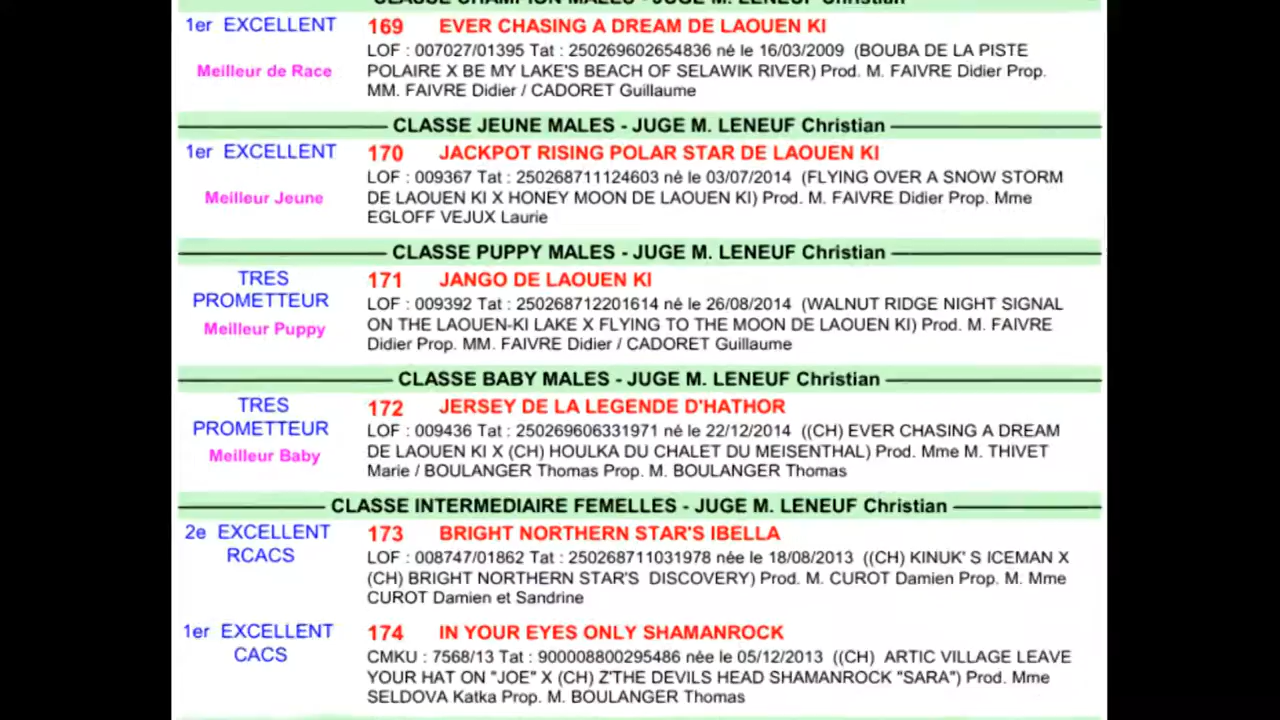 CLASSE CHAMPION MALES - JUGE M. LENEUF Christian
1er EXCELLENT 169 EVER CHASING A DREAM DE LAOUEN KI
LOF : 007027/01395 Tat : 250269602654836 né le 16/03/2009 (BOUBA DE LA PISTE
Meilleur de Race POLAIRE X BE MY LAKE'S BEACH OF SELAWIK RIVER) Prod. M. FAIVRE Didier Prop.
MM. FAIVRE Didier / CADORET Guillaume
CLASSE JEUNE MALES - JUGE M. LENEUF Christian
1er EXCELLENT 170 JACKPOT RISING POLAR STAR DE LAOUEN KI
LOF : 009367 Tat : 250268711124603 né le 03/07/2014 (FLYING OVER A SNOW STORM
Meilleur Jeune DE LAOUEN KI X HONEY MOON DE LAOUEN KI) Prod. M. FAIVRE Didier Prop. Mme
EGLOFF VEJUX Laurie
CLASSE PUPPY MALES - JUGE M. LENEUF Christian
TRES 171 JANGO DE LAOUEN KI
PROMETTEUR LOF : 009392 Tat : 250268712201614 né le 26/08/2014 (WALNUT RIDGE NIGHT SIGNAL
Meilleur Puppy ON THE LAOUEN-KI LAKE X FLYING TO THE MOON DE LAOUEN KI) Prod. M. FAIVRE
Didier Prop. MM. FAIVRE Didier / CADORET Guillaume
CLASSE BABY MALES - JUGE M. LENEUF Christian
TRES 172 JERSEY DE LA LEGENDE D'HATHOR
PROMETTEUR LOF : 009436 Tat : 250269606331971 né le 22/12/2014 ((CH) EVER CHASING A DREAM
Meilleur Baby DE LAOUEN KI X (CH) HOULKA DU CHALET DU MEISENTHAL) Prod. Mme M. THIVET
Marie / BOULANGER Thomas Prop. M. BOULANGER Thomas
CLASSE INTERMEDIAIRE FEMELLES - JUGE M. LENEUF Christian
2e EXCELLENT 173 BRIGHT NORTHERN STAR'S IBELLA
RCACS LOF : 008747/01862 Tat : 250268711031978 née le 18/08/2013 ((CH) KINUK' S ICEMAN X
(CH) BRIGHT NORTHERN STAR'S DISCOVERY) Prod. M. CUROT Damien Prop. M. Mme
CUROT Damien et Sandrine
1er EXCELLENT 174 IN YOUR EYES ONLY SHAMANROCK
CACS CMKU : 7568/13 Tat : 900008800295486 née le 05/12/2013 ((CH) ARTIC VILLAGE LEAVE
YOUR HAT ON "JOE" X (CH) Z'THE DEVILS HEAD SHAMANROCK "SARA") Prod. Mme
SELDOVA Katka Prop. M. BOULANGER Thomas